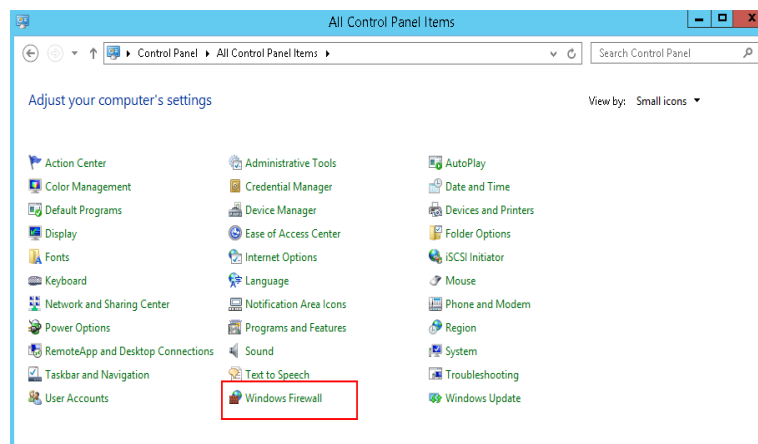 All Control Panel Items
Control Panel All Control Panel Items
Search Control Panel
Adjust your computer's settings
View by: Small icons
Action Center
Administrative Tools
AutoPlay
Color Management
Credential Manager
Date and Time
Default Programs
Device Manager
Devices and Printers
Display
Ease of Access Center
Folder Options
Fonts
Internet Options
iSCSI Initiator
Keyboard
Language
Mouse
Network and Sharing Center
Notification Area Icons
Phone and Modem
Power Options
Programs and Features
Region
RemoteApp and Desktop Connections
Sound
System
Taskbar and Navigation
Text to Speech
Troubleshooting
User Accounts
Windows Firewall
Windows Update